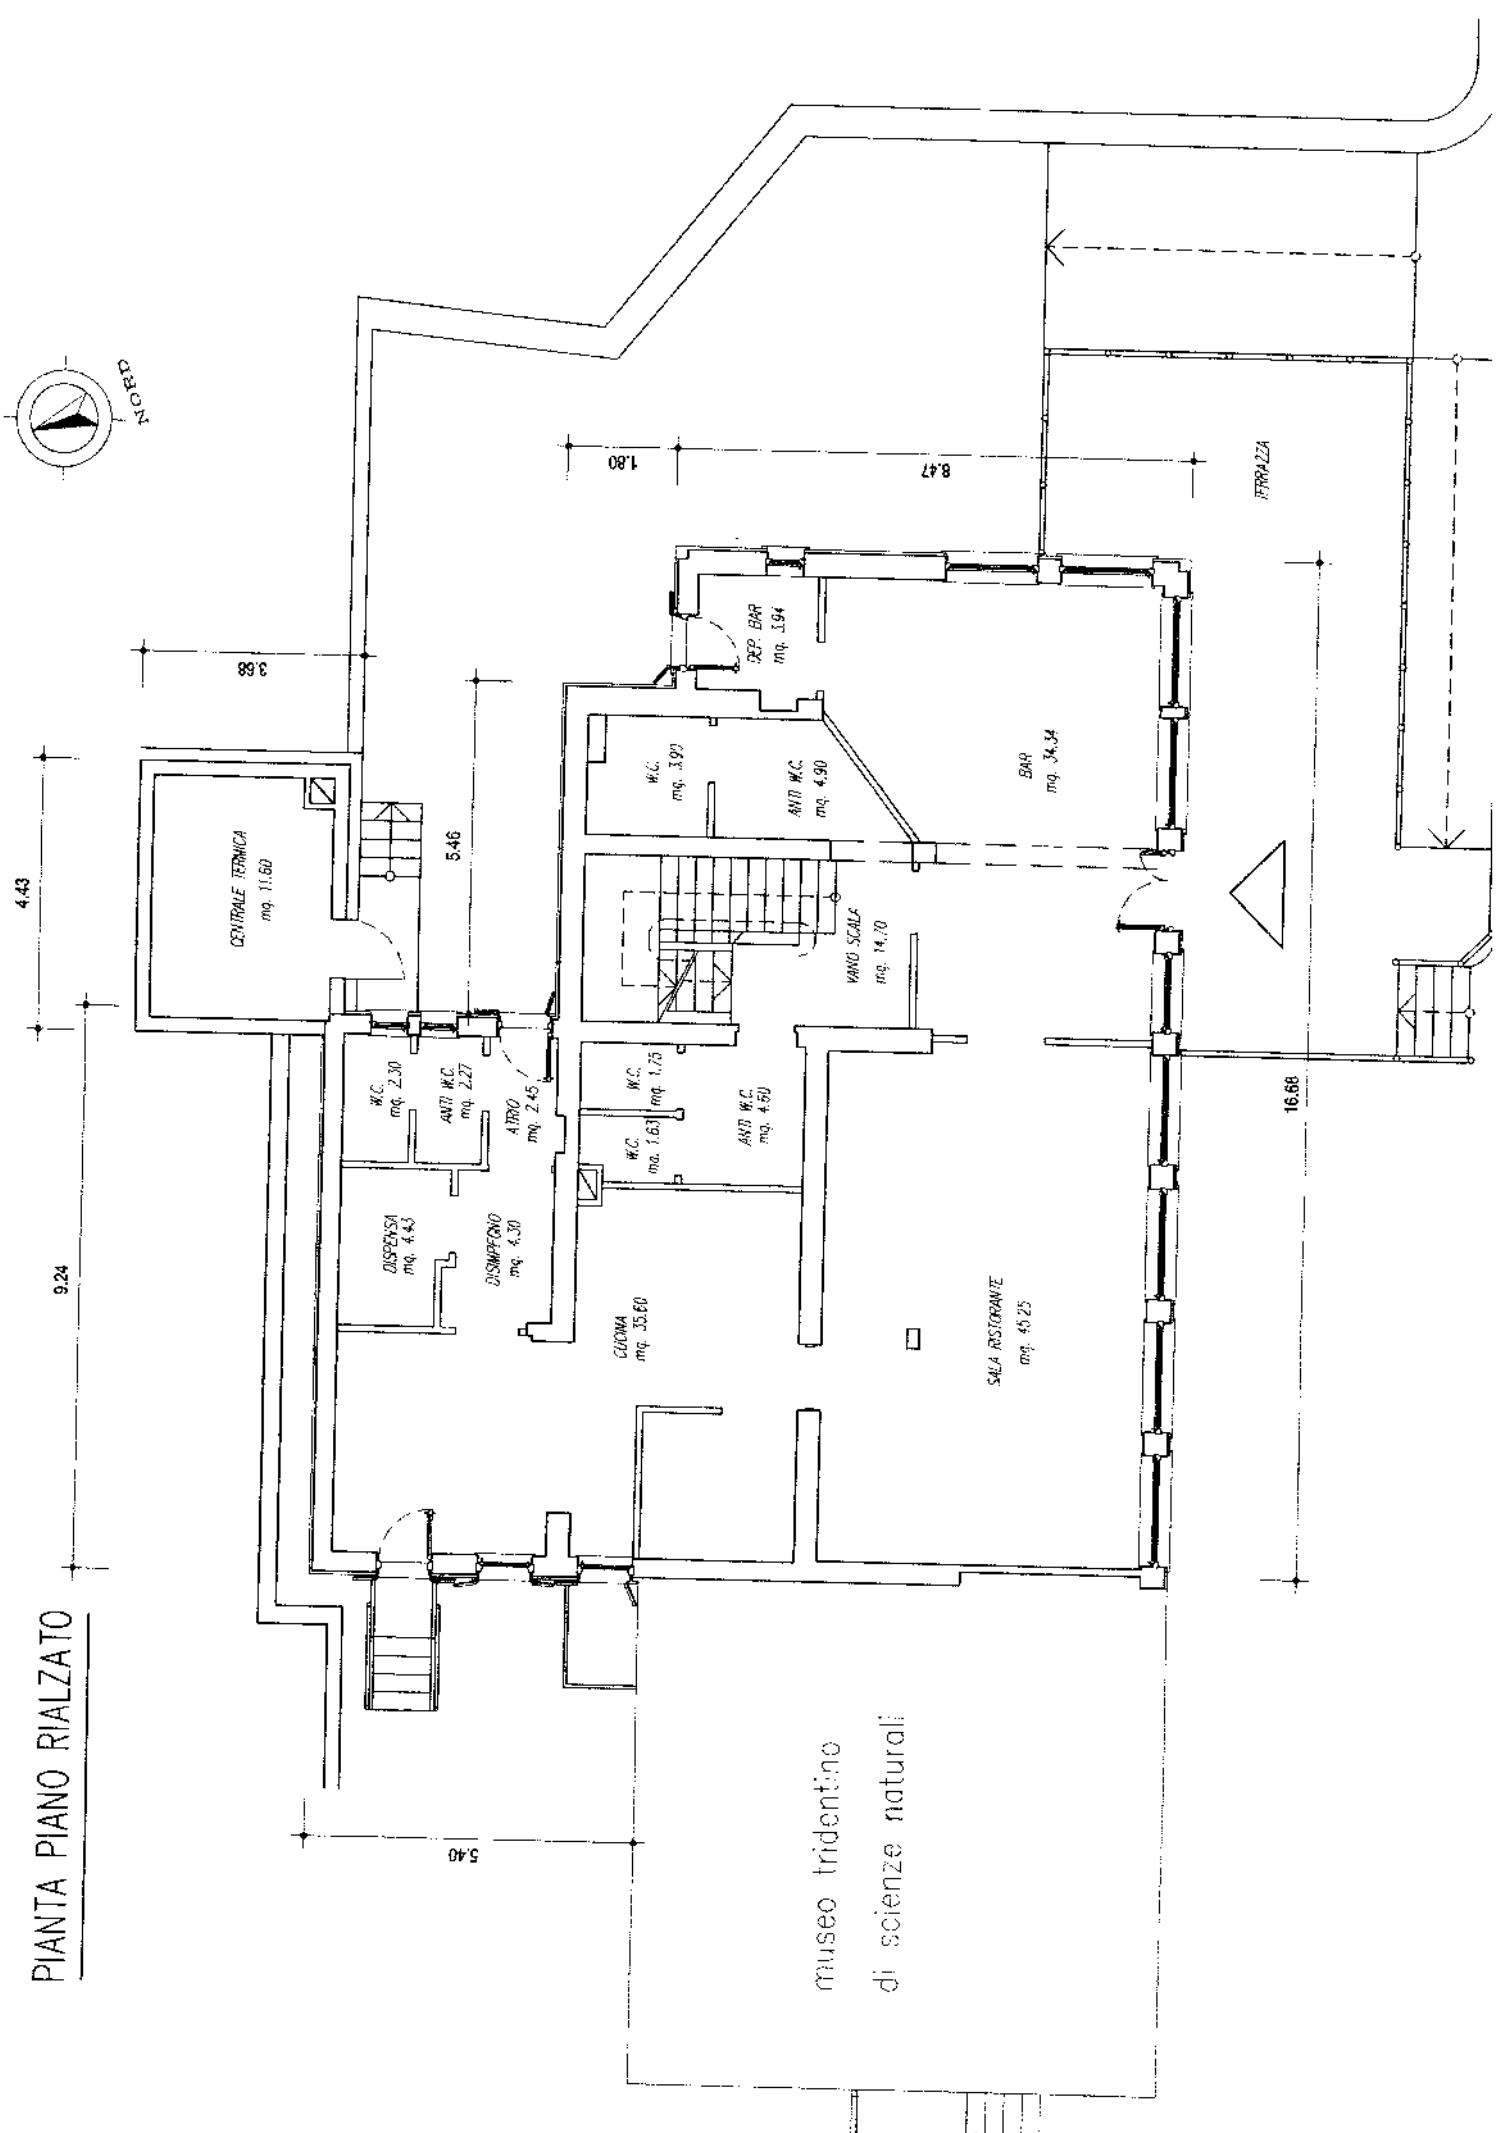 PIANTA PIANO RIALZATO
NORD
4.43
9.24
3.68
5.46
1.80
8.47
16.68
5.40
CENTRALE TERMICA
mq. 11.60
W.C.
mq. 2.30
ANTI W.C.
mq. 2.27
ATRIO
mq. 2.45
DISPENSA
mq. 4.43
DISIMPEGNO
mq. 4.30
CUCINA
mq. 35.60
W.C.
mq. 1.63
W.C.
mq. 1.75
ANTI W.C.
mq. 4.60
VANO SCALA
mq. 14.70
W.C.
mq. 3.90
ANTI W.C.
mq. 4.90
DEP. BAR
mq. 3.94
BAR
mq. 34.34
SALA RISTORANTE
mq. 45.25
TERRAZZA
museo tridentino
di scienze naturali